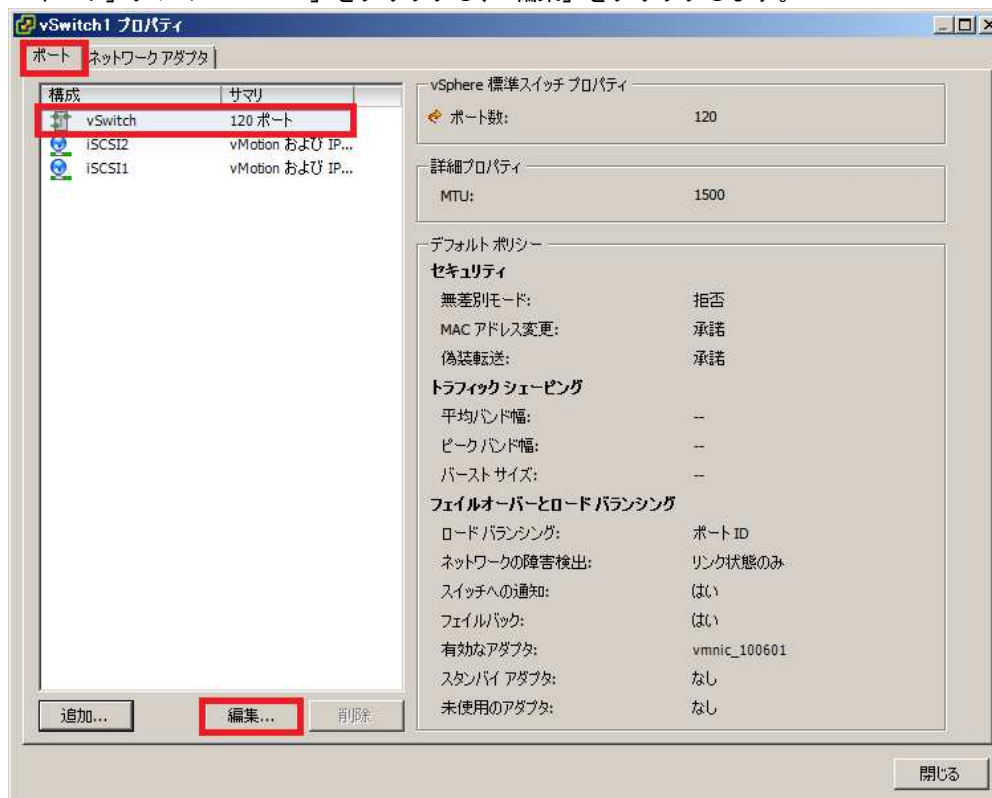 vSwitch1 プロパティ
ポート ネットワーク アダプタ
構成 サマリ
vSwitch 120 ポート
iSCSI2 vMotion および IP...
iSCSI1 vMotion および IP...
追加... 編集... 削除
vSphere 標準スイッチ プロパティ
ポート数: 120
詳細プロパティ
MTU: 1500
デフォルト ポリシー
セキュリティ
無差別モード: 拒否
MAC アドレス変更: 承諾
偽装転送: 承諾
トラフィック シェーピング
平均バンド幅: --
ピーク バンド幅: --
バースト サイズ: --
フェイルオーバーとロード バランシング
ロード バランシング: ポート ID
ネットワークの障害検出: リンク状態のみ
スイッチへの通知: はい
フェイルバック: はい
有効なアダプタ: vmnic_100601
スタンバイ アダプタ: なし
未使用のアダプタ: なし
閉じる